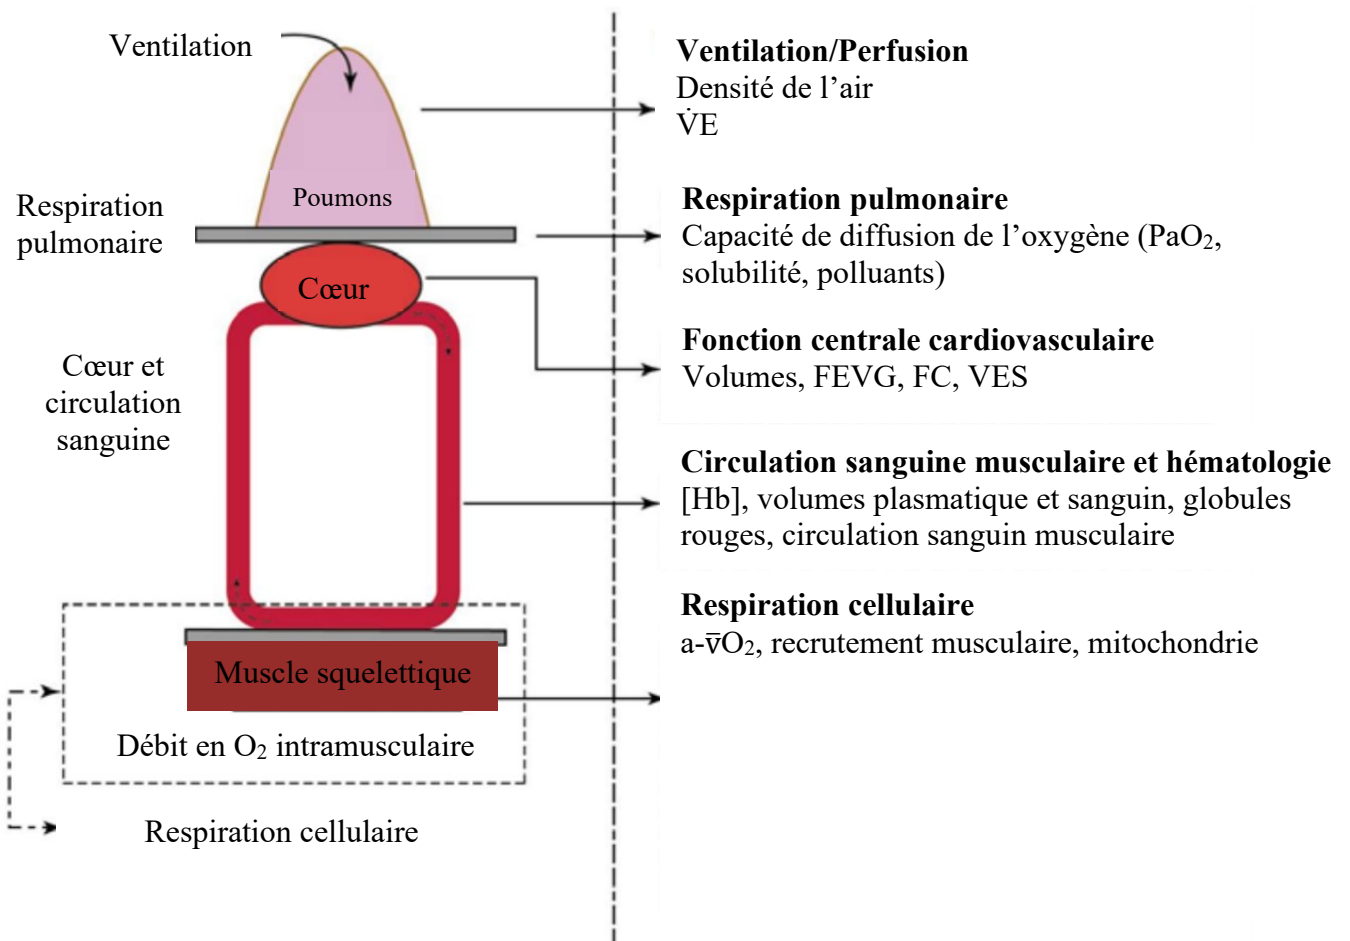 Ventilation
Poumons
Respiration
pulmonaire
Cœur
Cœur et
circulation
sanguine
Muscle squelettique
Débit en O₂ intramusculaire
Respiration cellulaire
Ventilation/Perfusion
Densité de l’air
V̇E
Respiration pulmonaire
Capacité de diffusion de l’oxygène (PaO₂,
solubilité, polluants)
Fonction centrale cardiovasculaire
Volumes, FEVG, FC, VES
Circulation sanguine musculaire et hématologie
[Hb], volumes plasmatique et sanguin, globules
rouges, circulation sanguin musculaire
Respiration cellulaire
a-v̅O₂, recrutement musculaire, mitochondrie